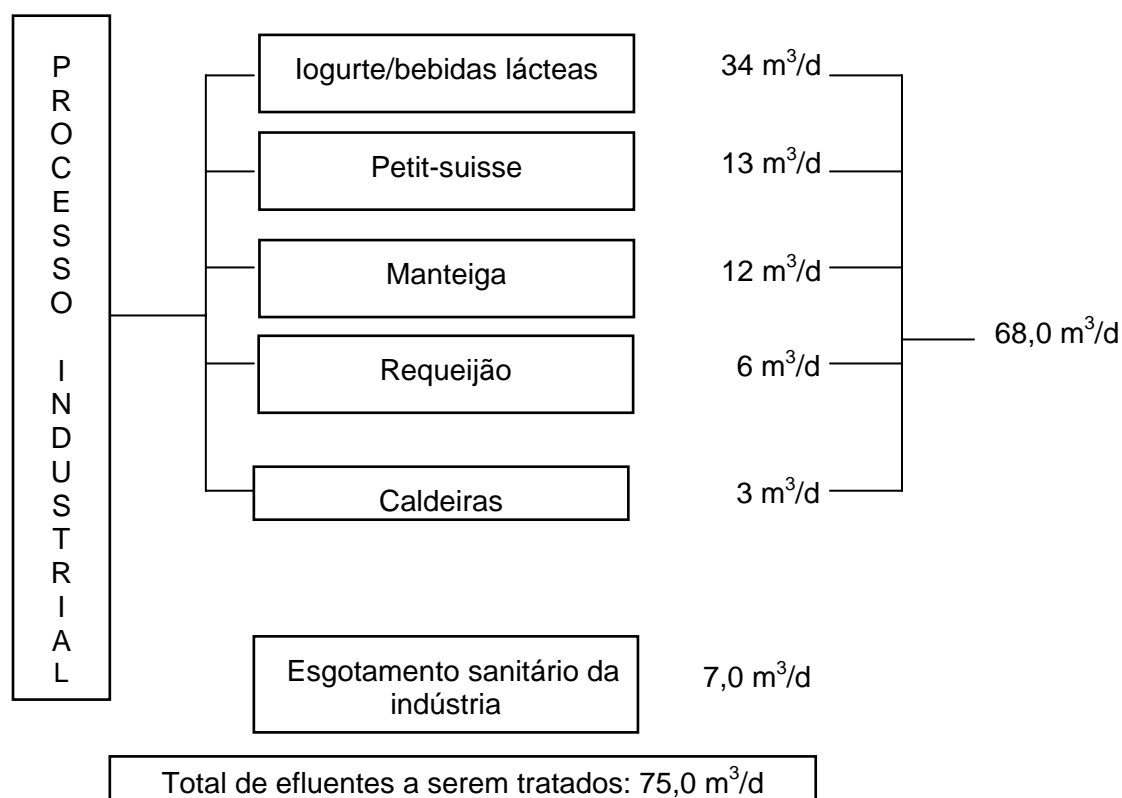 PROCESSO INDUSTRIAL
Iogurte/bebidas lácteas 34 m³/d
Petit-suisse 13 m³/d
Manteiga 12 m³/d
68,0 m³/d
Requeijão 6 m³/d
Caldeiras 3 m³/d
Esgotamento sanitário da
indústria
7,0 m³/d
Total de efluentes a serem tratados: 75,0 m³/d